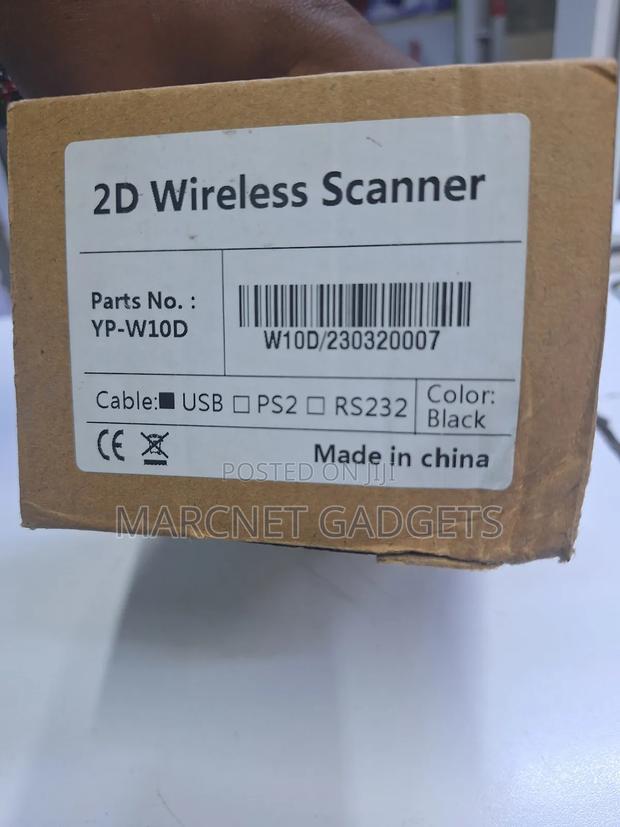 2D Wireless Scanner
Parts No. :
YP-W10D
W10D/230320007
Cable:■ USB □ PS2 □ RS232
Color:
Black
CE
Made in china
POSTED ON JIJI
MARCNET GADGETS